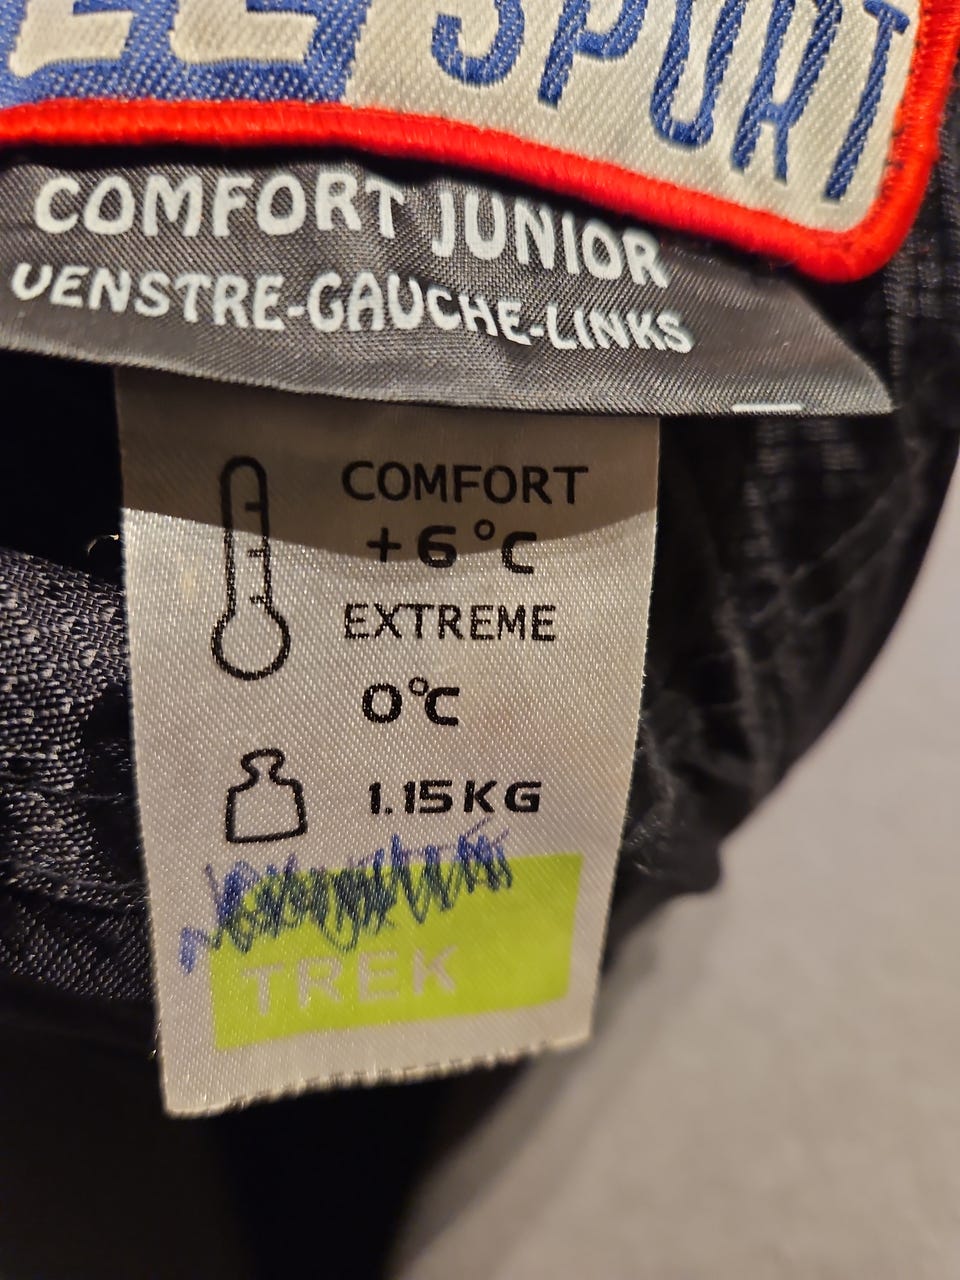 SPORT
COMFORT JUNIOR
VENSTRE-GAUCHE-LINKS
COMFORT
+6°C
EXTREME
0°C
1.15KG
TREK